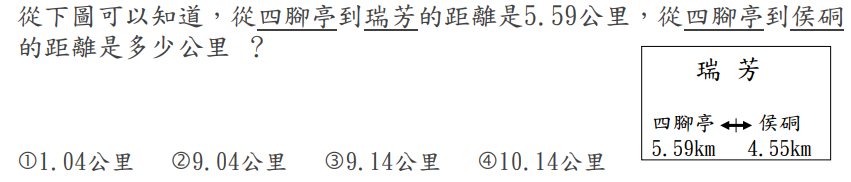 從下圖可以知道，從四腳亭到瑞芳的距離是5.59公里，從四腳亭到侯硐
的距離是多少公里 ？
瑞 芳
四腳亭 侯硐
5.59km 4.55km
①1.04公里 ②9.04公里 ③9.14公里 ④10.14公里